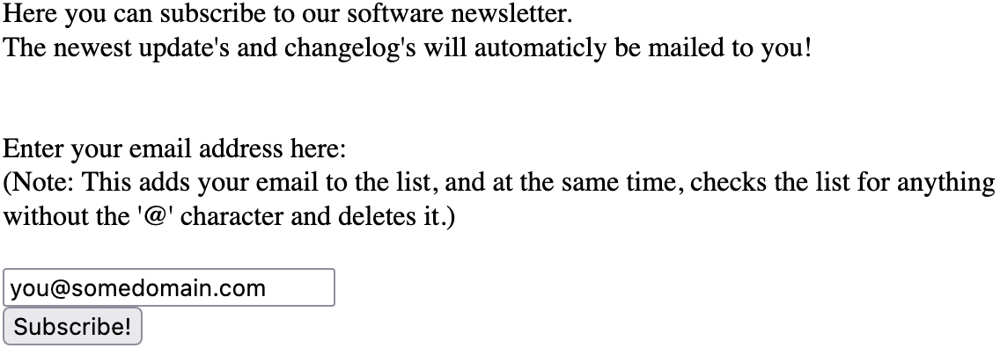 Here you can subscribe to our software newsletter.
The newest update's and changelog's will automaticly be mailed to you!
Enter your email address here:
(Note: This adds your email to the list, and at the same time, checks the list for anything
without the '@' character and deletes it.)
you@somedomain.com
Subscribe!